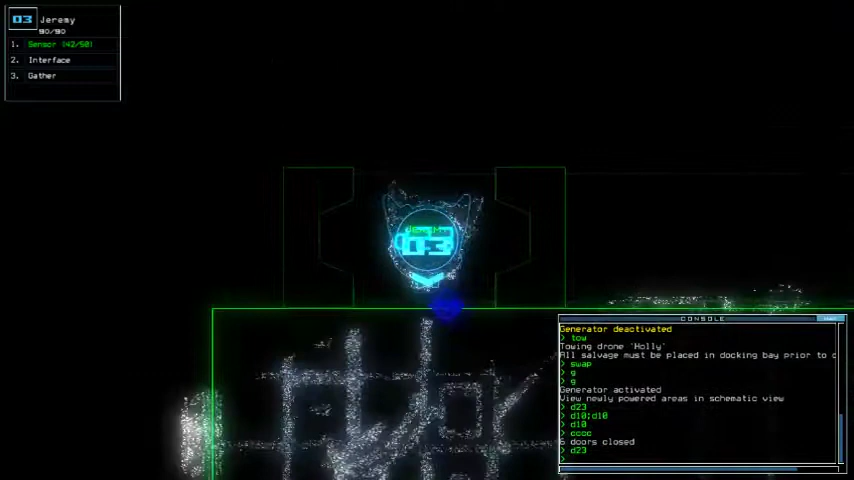 03 Jeremy
90/90
1. Sensor (42/50)
2. Interface
3. Gather
Jeremy
03
CONSOLE
Generator deactivated
> tow
Towing drone 'Holly'
All salvage must be placed in docking bay prior to
> swap
> g
> g
Generator activated
View newly powered areas in schematic view
> d23
> d10;d10
> d10
> cccc
6 doors closed
> d23
>